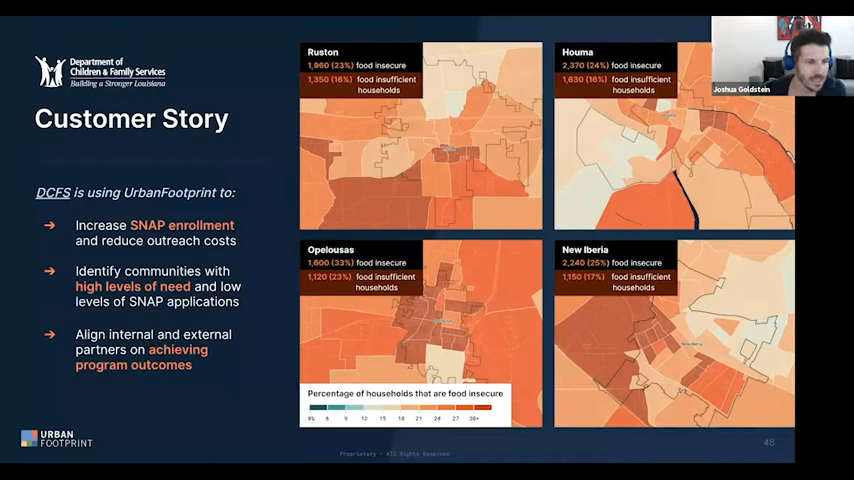 Department of
Children & Family Services
Building a Stronger Louisiana
Customer Story
DCFS is using UrbanFootprint to:
➔ Increase SNAP enrollment
and reduce outreach costs
➔ Identify communities with
high levels of need and low
levels of SNAP applications
➔ Align internal and external
partners on achieving
program outcomes
URBAN
FOOTPRINT
Ruston
1,960 (23%) food insecure
1,350 (16%) food insufficient
households
Houma
2,370 (24%) food insecure
1,630 (16%) food insufficient
households
Joshua Goldstein
Opelousas
1,600 (33%) food insecure
1,120 (23%) food insufficient
households
New Iberia
2,240 (25%) food insecure
1,150 (17%) food insufficient
households
New Iberia
Percentage of households that are food insecure
6 9 12 15 18 21 24 27 30+
Proprietary - All Rights Reserved
46